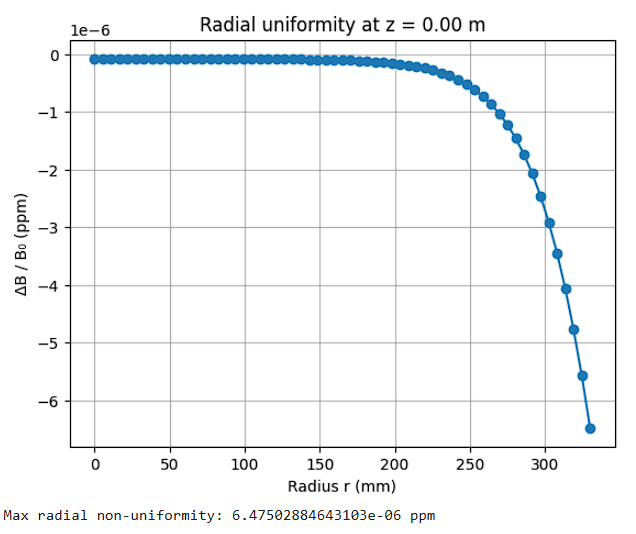 Radial uniformity at z = 0.00 m
1e−6
0
−1
−2
−3
−4
−5
−6
ΔB / B₀ (ppm)
0 50 100 150 200 250 300
Radius r (mm)
Max radial non-uniformity: 6.47502884643103e-06 ppm